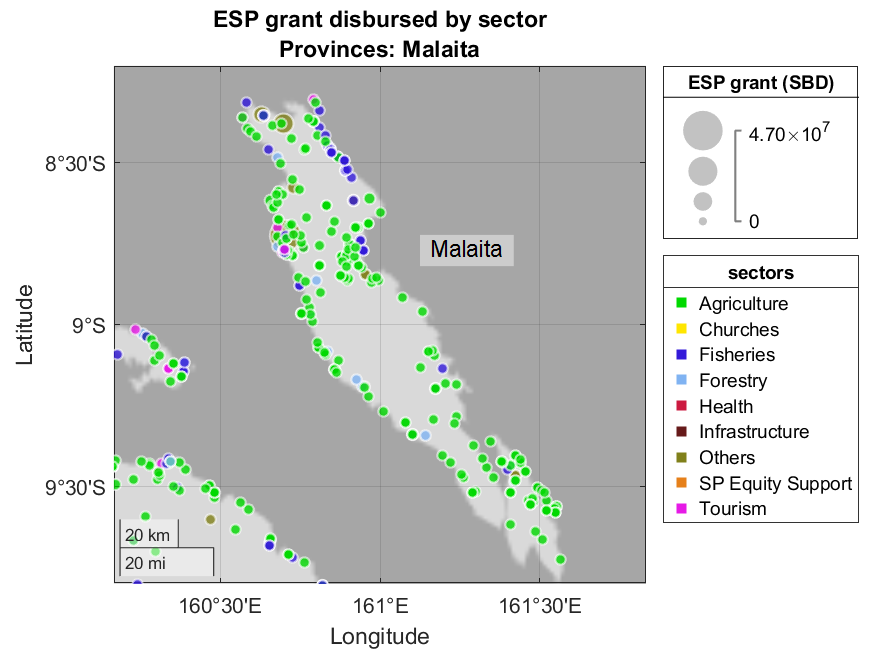 ESP grant disbursed by sector
Provinces: Malaita
ESP grant (SBD)
4.70×10⁷
0
sectors
Agriculture
Churches
Fisheries
Forestry
Health
Infrastructure
Others
SP Equity Support
Tourism
Malaita
Latitude
8°30'S
9°S
9°30'S
20 km
20 mi
160°30'E
161°E
161°30'E
Longitude